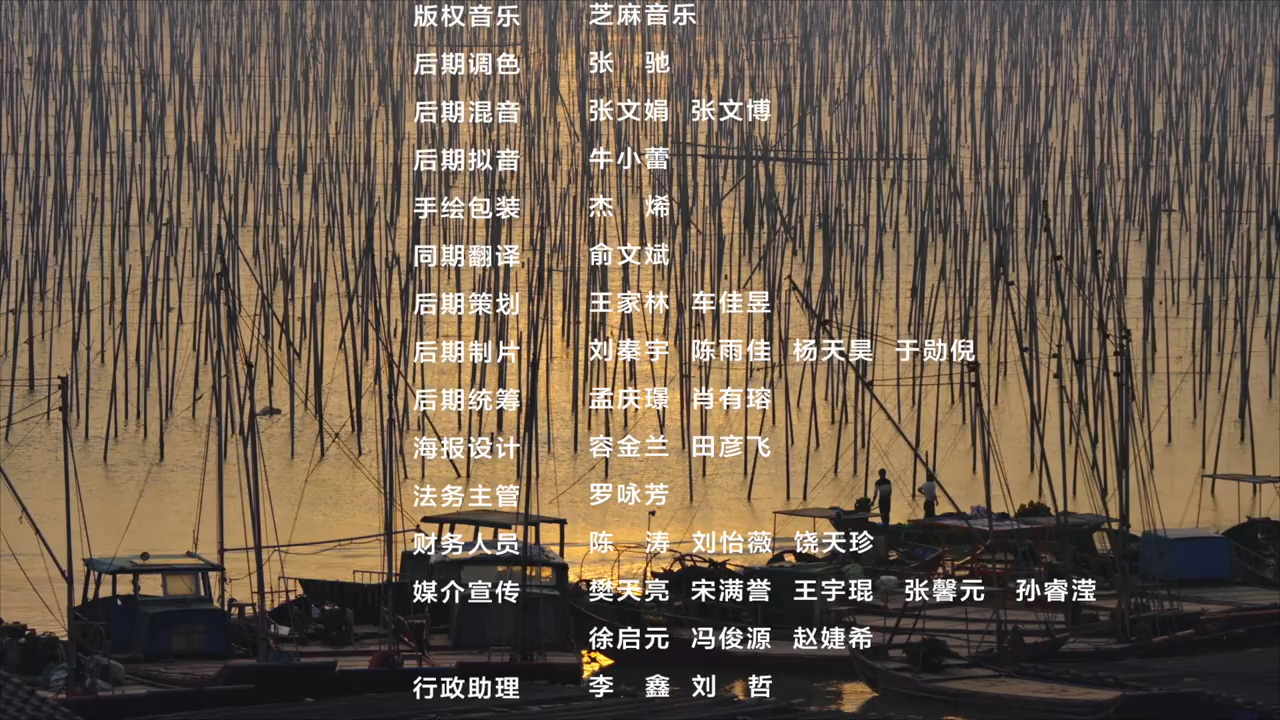 版权音乐 芝麻音乐
后期调色 张 驰
后期混音 张文娟 张文博
后期拟音 牛小蕾
手绘包装 杰 烯
同期翻译 俞文斌
后期策划 王家林 车佳昱
后期制片 刘秦宇 陈雨佳 杨天昊 于勋倪
后期统筹 孟庆璟 肖有瑢
海报设计 容金兰 田彦飞
法务主管 罗咏芳
财务人员 陈 涛 刘怡薇 饶天珍
媒介宣传 樊天亮 宋满誉 王宇琨 张馨元 孙睿滢
徐启元 冯俊源 赵婕希
行政助理 李 鑫 刘 哲